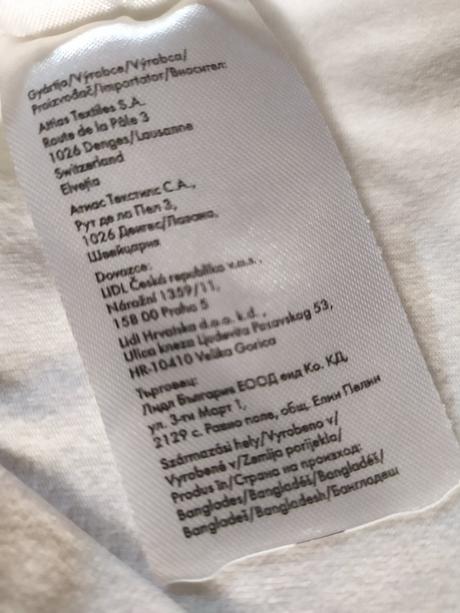 Gyártja/Výrobce/Výrobca/
Proizvođač/Importator/Вносител:
Attias Textiles S.A.
Route de la Pâle 3
1026 Denges/Lausanne
Switzerland
Elveția
Атиас Текстилс С.А.,
Рут де ла Пел 3,
1026 Денгес/Лозана,
Швейцария
Dovozce:
LIDL Česká republika v.o.s.,
Nárožní 1359/11,
158 00 Praha 5
Lidl Hrvatska d.o.o. k.d.,
Ulica kneza Ljudevita Posavskog 53,
HR-10410 Velika Gorica
Търговец:
Лидл България ЕООД енд Ко. КД,
ул. 3-ти Март 1,
2129 с. Равно поле, общ. Елин Пелин
Származási hely/Vyrobeno v/
Vyrobené v/Zemlja porijekla/
Produs în/Страна на произход:
Banglades/Bangladéš/Bangladéš/
Bangladeš/Bangladesh/Бангладеш